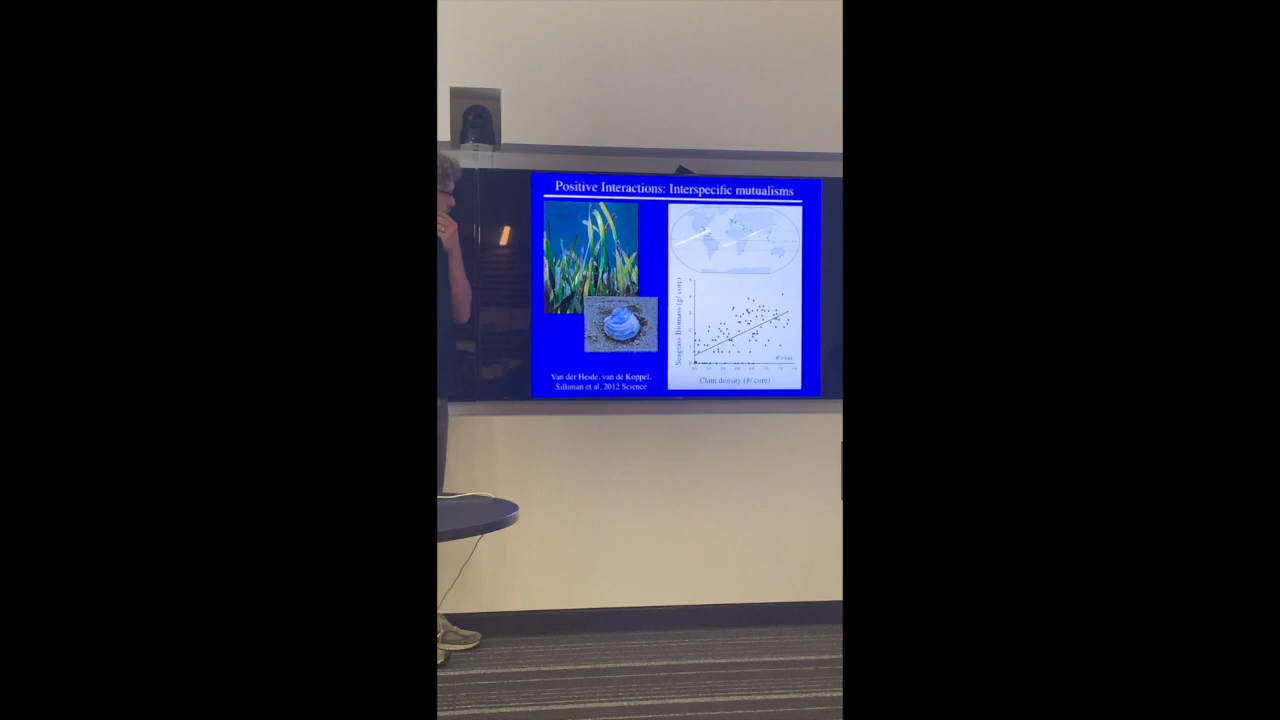 Positive Interactions: Interspecific mutualisms
Seagrass Biomass (g/ core)
Clam density (#/ core)
Van der Heide, van de Koppel,
Silliman et al. 2012 Science